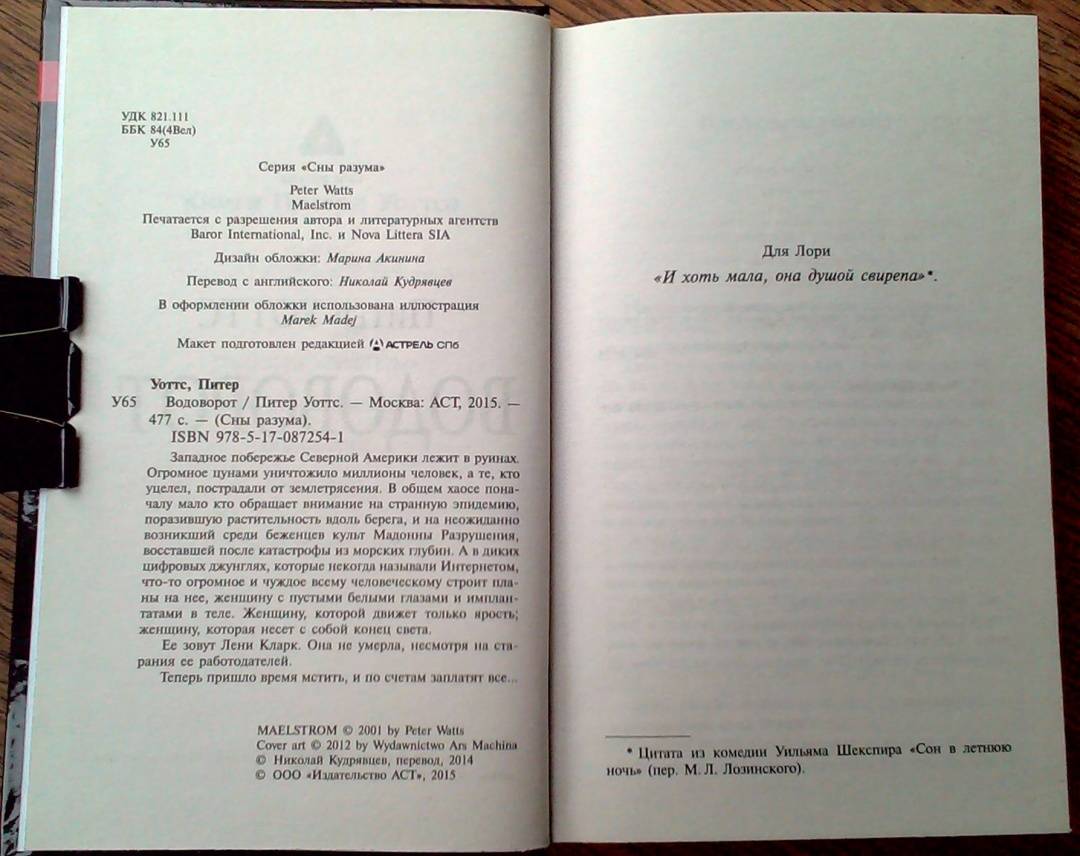 УДК 821.111
ББК 84(4Вел)
У65
Серия «Сны разума»
Peter Watts
Maelstrom
Печатается с разрешения автора и литературных агентств
Baror International, Inc. и Nova Littera SIA
Дизайн обложки: Марина Акинина
Перевод с английского: Николай Кудрявцев
В оформлении обложки использована иллюстрация
Marek Madej
Макет подготовлен редакцией АСТРЕЛЬ СПб
Уоттс, Питер
У65 Водоворот / Питер Уоттс. — Москва: АСТ, 2015. —
477 с. — (Сны разума).
ISBN 978-5-17-087254-1
Западное побережье Северной Америки лежит в руинах.
Огромное цунами уничтожило миллионы человек, а те, кто
уцелел, пострадали от землетрясения. В общем хаосе пона-
чалу мало кто обращает внимание на странную эпидемию,
поразившую растительность вдоль берега, и на неожиданно
возникший среди беженцев культ Мадонны Разрушения,
восставшей после катастрофы из морских глубин. А в диких
цифровых джунглях, которые некогда называли Интернетом,
что-то огромное и чуждое всему человеческому строит пла-
ны на нее, женщину с пустыми белыми глазами и имплан-
татами в теле. Женщину, которой движет только ярость;
женщину, которая несет с собой конец света.
Ее зовут Лени Кларк. Она не умерла, несмотря на ста-
рания ее работодателей.
Теперь пришло время мстить, и по счетам заплатят все...
MAELSTROM © 2001 by Peter Watts
Cover art © 2012 by Wydawnictwo Ars Machina
© Николай Кудрявцев, перевод, 2014
© ООО «Издательство АСТ», 2015
Для Лори
«И хоть мала, она душой свирепа»*.
* Цитата из комедии Уильяма Шекспира «Сон в летнюю
ночь» (пер. М. Л. Лозинского).